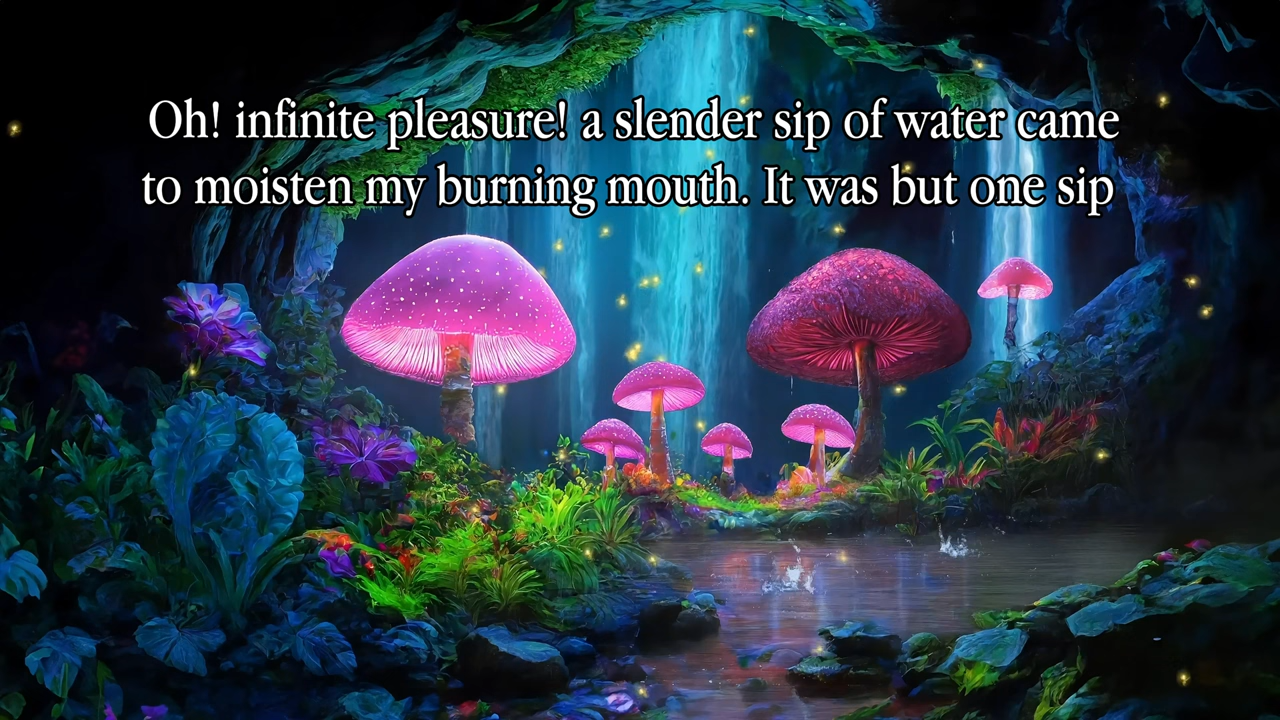 Oh! infinite pleasure! a slender sip of water came
to moisten my burning mouth. It was but one sip